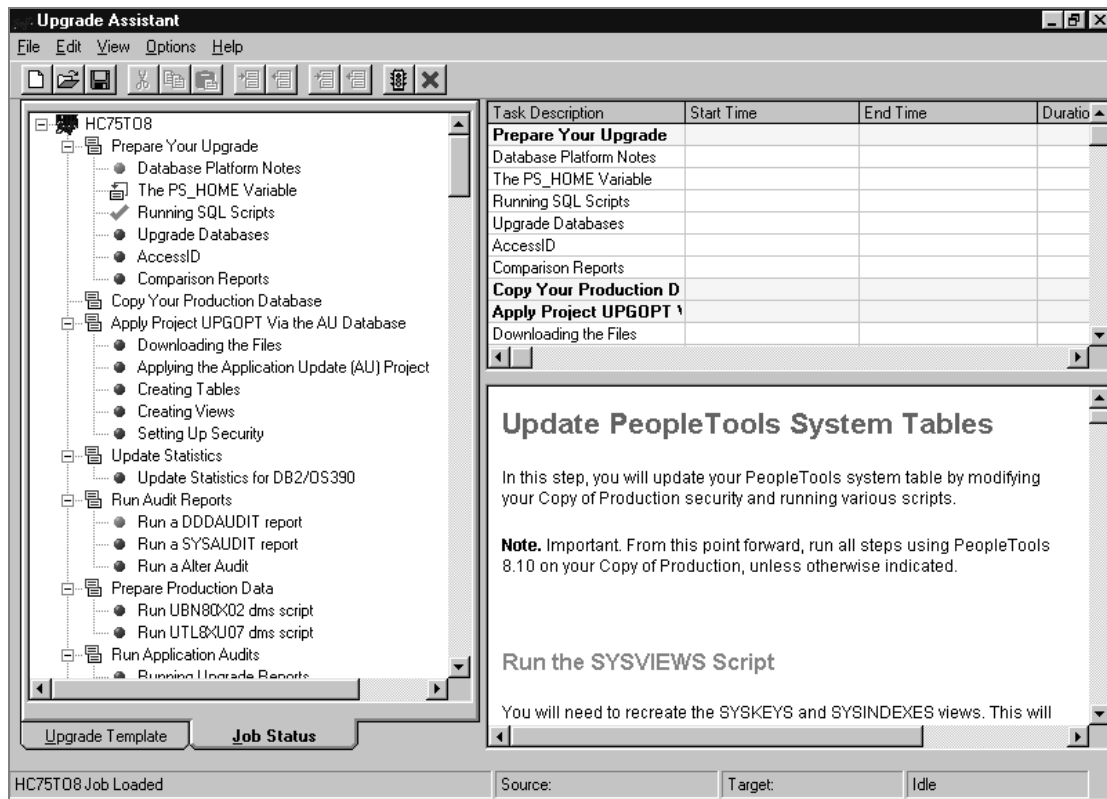 Upgrade Assistant
File Edit View Options Help
HC75TO8
Prepare Your Upgrade
Database Platform Notes
The PS_HOME Variable
Running SQL Scripts
Upgrade Databases
AccessID
Comparison Reports
Copy Your Production Database
Apply Project UPGOPT Via the AU Database
Downloading the Files
Applying the Application Update (AU) Project
Creating Tables
Creating Views
Setting Up Security
Update Statistics
Update Statistics for DB2/OS390
Run Audit Reports
Run a DDDAUDIT report
Run a SYSAUDIT report
Run a Alter Audit
Prepare Production Data
Run UBN80X02 dms script
Run UTL8XU07 dms script
Run Application Audits
Running Upgrade Reports
Upgrade Template Job Status
Task Description Start Time End Time Duratio
Prepare Your Upgrade
Database Platform Notes
The PS_HOME Variable
Running SQL Scripts
Upgrade Databases
AccessID
Comparison Reports
Copy Your Production D
Apply Project UPGOPT V
Downloading the Files
Update PeopleTools System Tables
In this step, you will update your PeopleTools system table by modifying
your Copy of Production security and running various scripts.
Note. Important. From this point forward, run all steps using PeopleTools
8.10 on your Copy of Production, unless otherwise indicated.
Run the SYSVIEWS Script
You will need to recreate the SYSKEYS and SYSINDEXES views. This will
HC75TO8 Job Loaded Source: Target: Idle